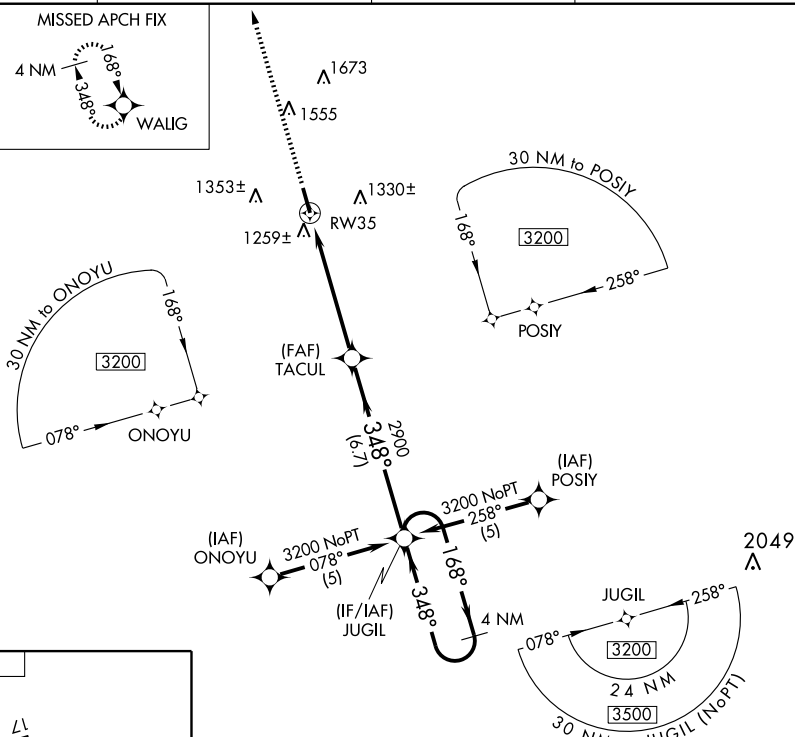 MISSED APCH FIX
4 NM
168°
348°
WALIG
1673
1555
1353±
1330±
RW35
1259±
30 NM to POSIY
168°
3200
258°
POSIY
30 NM to ONOYU
168°
3200
078°
ONOYU
(FAF)
TACUL
2900
348°
(6.7)
(IAF)
POSIY
3200 NoPT
258°
(5)
(IAF)
ONOYU
3200 NoPT
078°
(5)
(IF/IAF)
JUGIL
168°
348°
4 NM
2049
JUGIL
258°
078°
3200
24 NM
3500
30 NM JUGIL (NoPT)
17